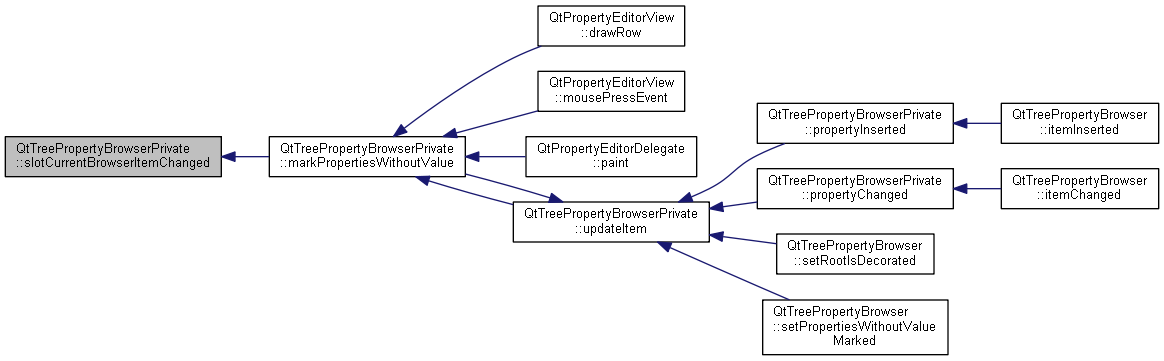 QtTreePropertyBrowserPrivate
::slotCurrentBrowserItemChanged
QtTreePropertyBrowserPrivate
::markPropertiesWithoutValue
QtPropertyEditorView
::drawRow
QtPropertyEditorView
::mousePressEvent
QtPropertyEditorDelegate
::paint
QtTreePropertyBrowserPrivate
::updateItem
QtTreePropertyBrowserPrivate
::propertyInserted
QtTreePropertyBrowser
::itemInserted
QtTreePropertyBrowserPrivate
::propertyChanged
QtTreePropertyBrowser
::itemChanged
QtTreePropertyBrowser
::setRootIsDecorated
QtTreePropertyBrowser
::setPropertiesWithoutValue
Marked